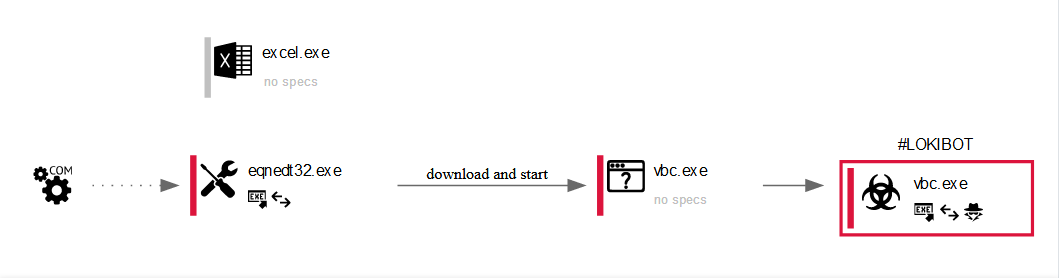 excel.exe
no specs
#LOKIBOT
COM
eqnedt32.exe
download and start
vbc.exe
vbc.exe
EXE
no specs
EXE
X
?